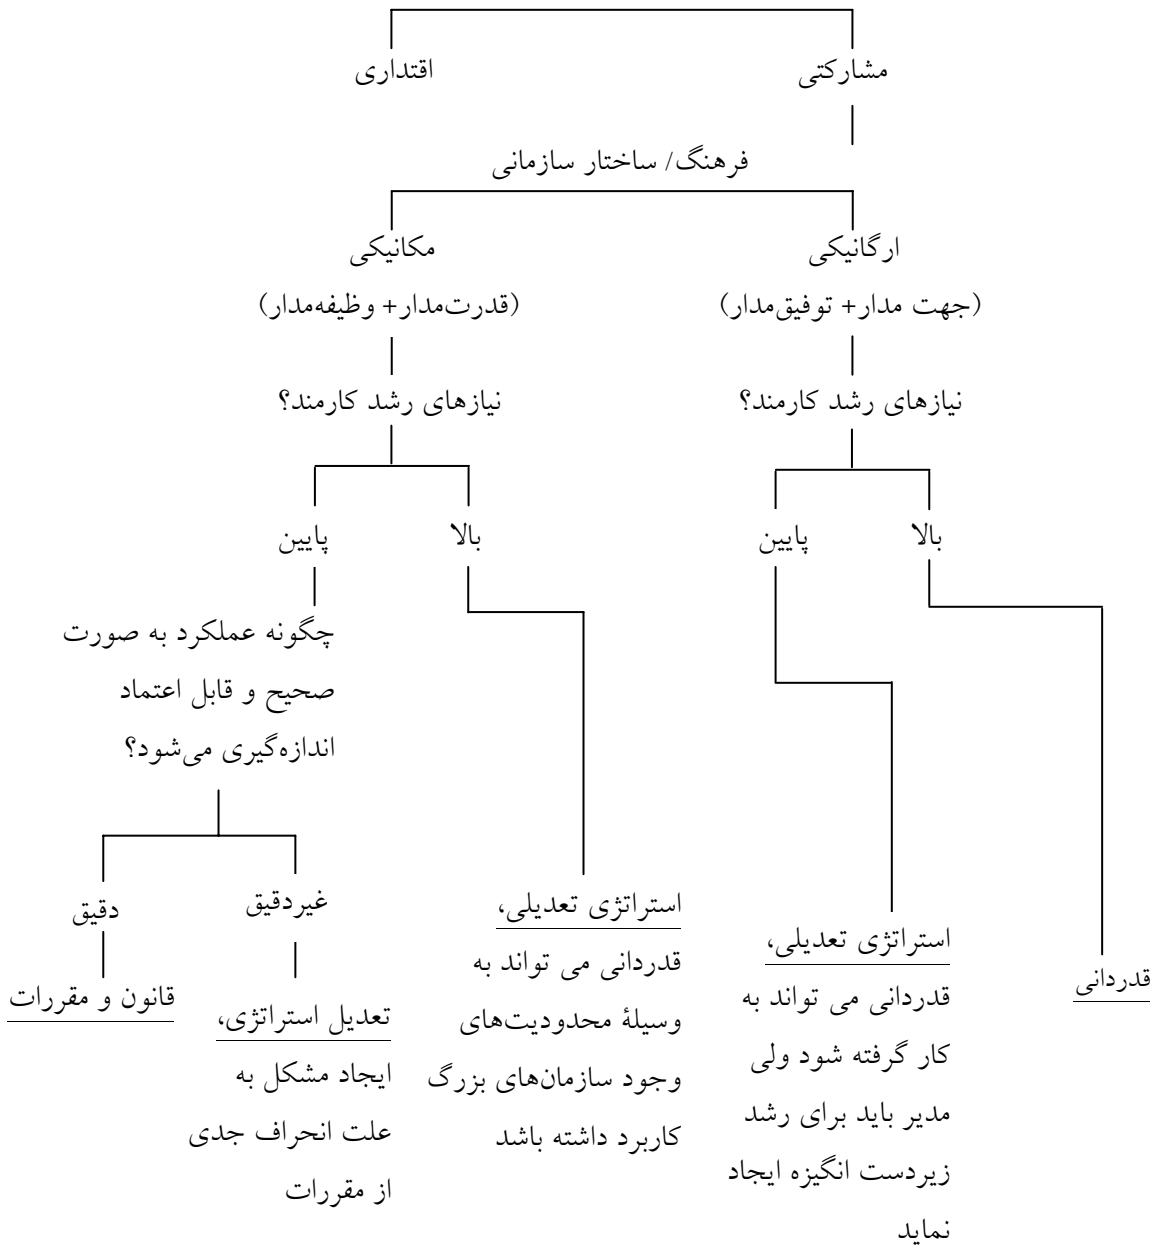 مشارکتی
اقتداری
فرهنگ/ ساختار سازمانی
ارگانیکی
مکانیکی
(جهت مدار+ توفیق‌مدار)
(قدرت‌مدار+ وظیفه‌مدار)
نیازهای رشد کارمند؟
نیازهای رشد کارمند؟
بالا
پایین
بالا
پایین
چگونه عملکرد به صورت
صحیح و قابل اعتماد
اندازه‌گیری می‌شود؟
غیردقیق
دقیق
قدردانی
استراتژی تعدیلی،
قدردانی می تواند به
کار گرفته شود ولی
مدیر باید برای رشد
زیردست انگیزه ایجاد
نماید
استراتژی تعدیلی،
قدردانی می تواند به
وسیلهٔ محدودیت‌های
وجود سازمان‌های بزرگ
کاربرد داشته باشد
تعدیل استراتژی،
ایجاد مشکل به
علت انحراف جدی
از مقررات
قانون و مقررات